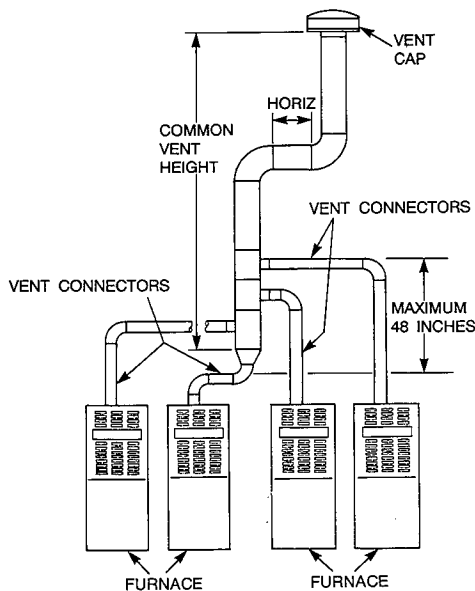 VENT
CAP
HORIZ
COMMON
VENT
HEIGHT
VENT CONNECTORS
VENT CONNECTORS
MAXIMUM
48 INCHES
FURNACE
FURNACE